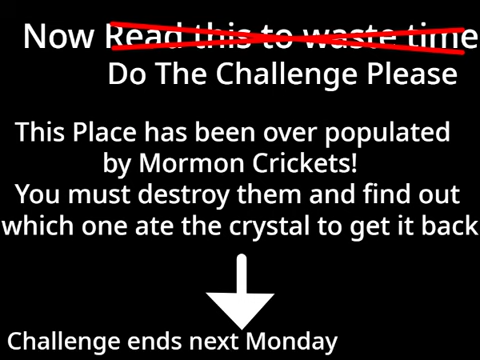 Now Read this to waste time
Do The Challenge Please
This Place has been over populated
by Mormon Crickets!
You must destroy them and find out
which one ate the crystal to get it back
Challenge ends next Monday